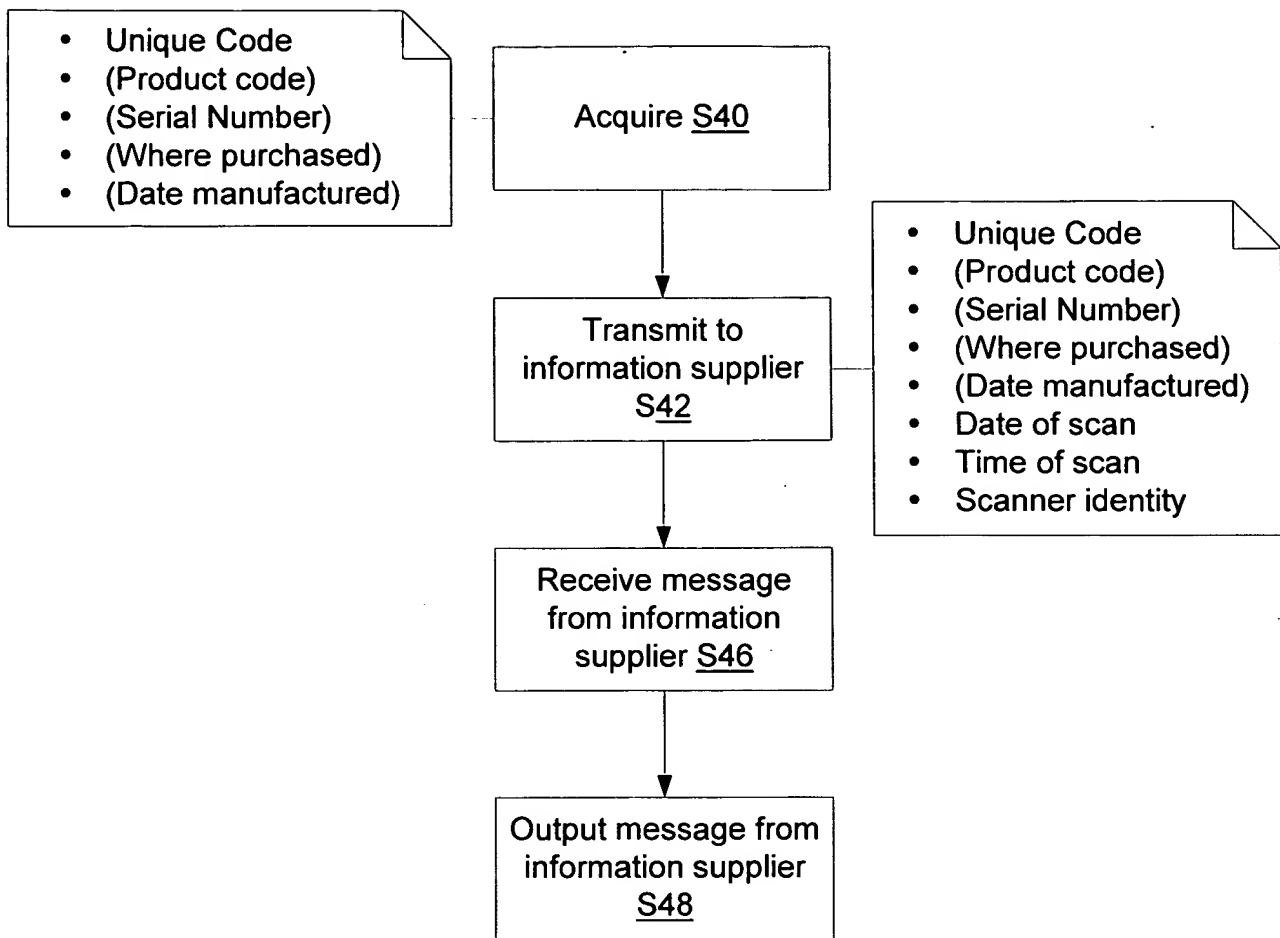 • Unique Code
• (Product code)
• (Serial Number)
• (Where purchased)
• (Date manufactured)
Acquire S40
Transmit to
information supplier
S42
• Unique Code
• (Product code)
• (Serial Number)
• (Where purchased)
• (Date manufactured)
• Date of scan
• Time of scan
• Scanner identity
Receive message
from information
supplier S46
Output message from
information supplier
S48